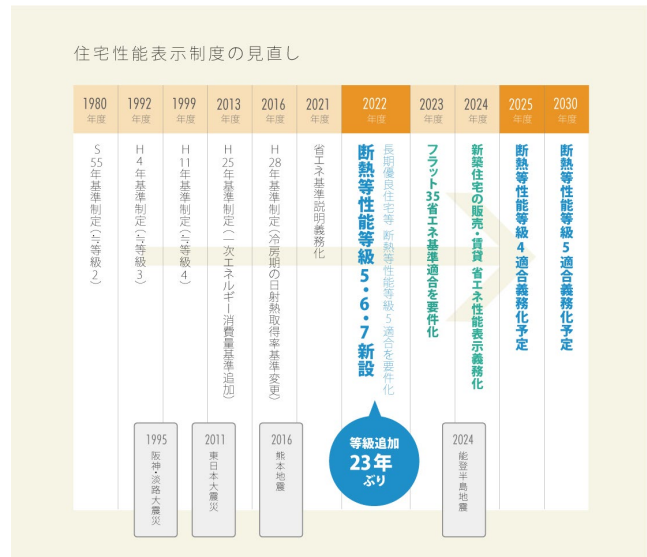 住宅性能表示制度の見直し
1980
年度
1992
年度
1999
年度
2013
年度
2016
年度
2021
年度
2022
年度
2023
年度
2024
年度
2025
年度
2030
年度
S55年基準制定(≒等級2)
H4年基準制定(≒等級3)
H11年基準制定(≒等級4)
H25年基準制定(一次エネルギー消費量基準追加)
H28年基準制定(冷房期の日射熱取得率基準変更)
省エネ基準説明義務化
長期優良住宅等 断熱等性能等級5適合を要件化
断熱等性能等級5・6・7新設
フラット35省エネ基準適合を要件化
新築住宅の販売・賃貸 省エネ性能表示義務化
断熱等性能等級4適合義務化予定
断熱等性能等級5適合義務化予定
1995
阪神・淡路大震災
2011
東日本大震災
2016
熊本地震
等級追加
23年
ぶり
2024
能登半島地震